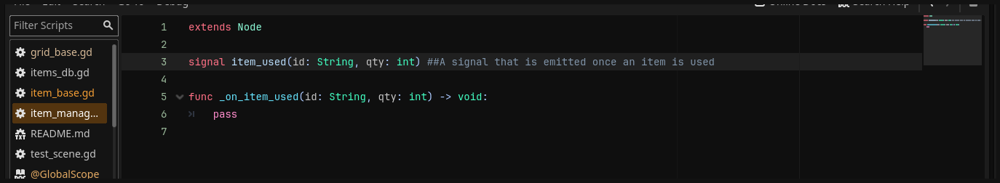 Filter Scripts
grid_base.gd
items_db.gd
item_base.gd
item_manag...
README.md
test_scene.gd
@GlobalScope
1 extends Node
2
3 signal item_used(id: String, qty: int) ##A signal that is emitted once an item is used
4
5 func _on_item_used(id: String, qty: int) -> void:
6 pass
7